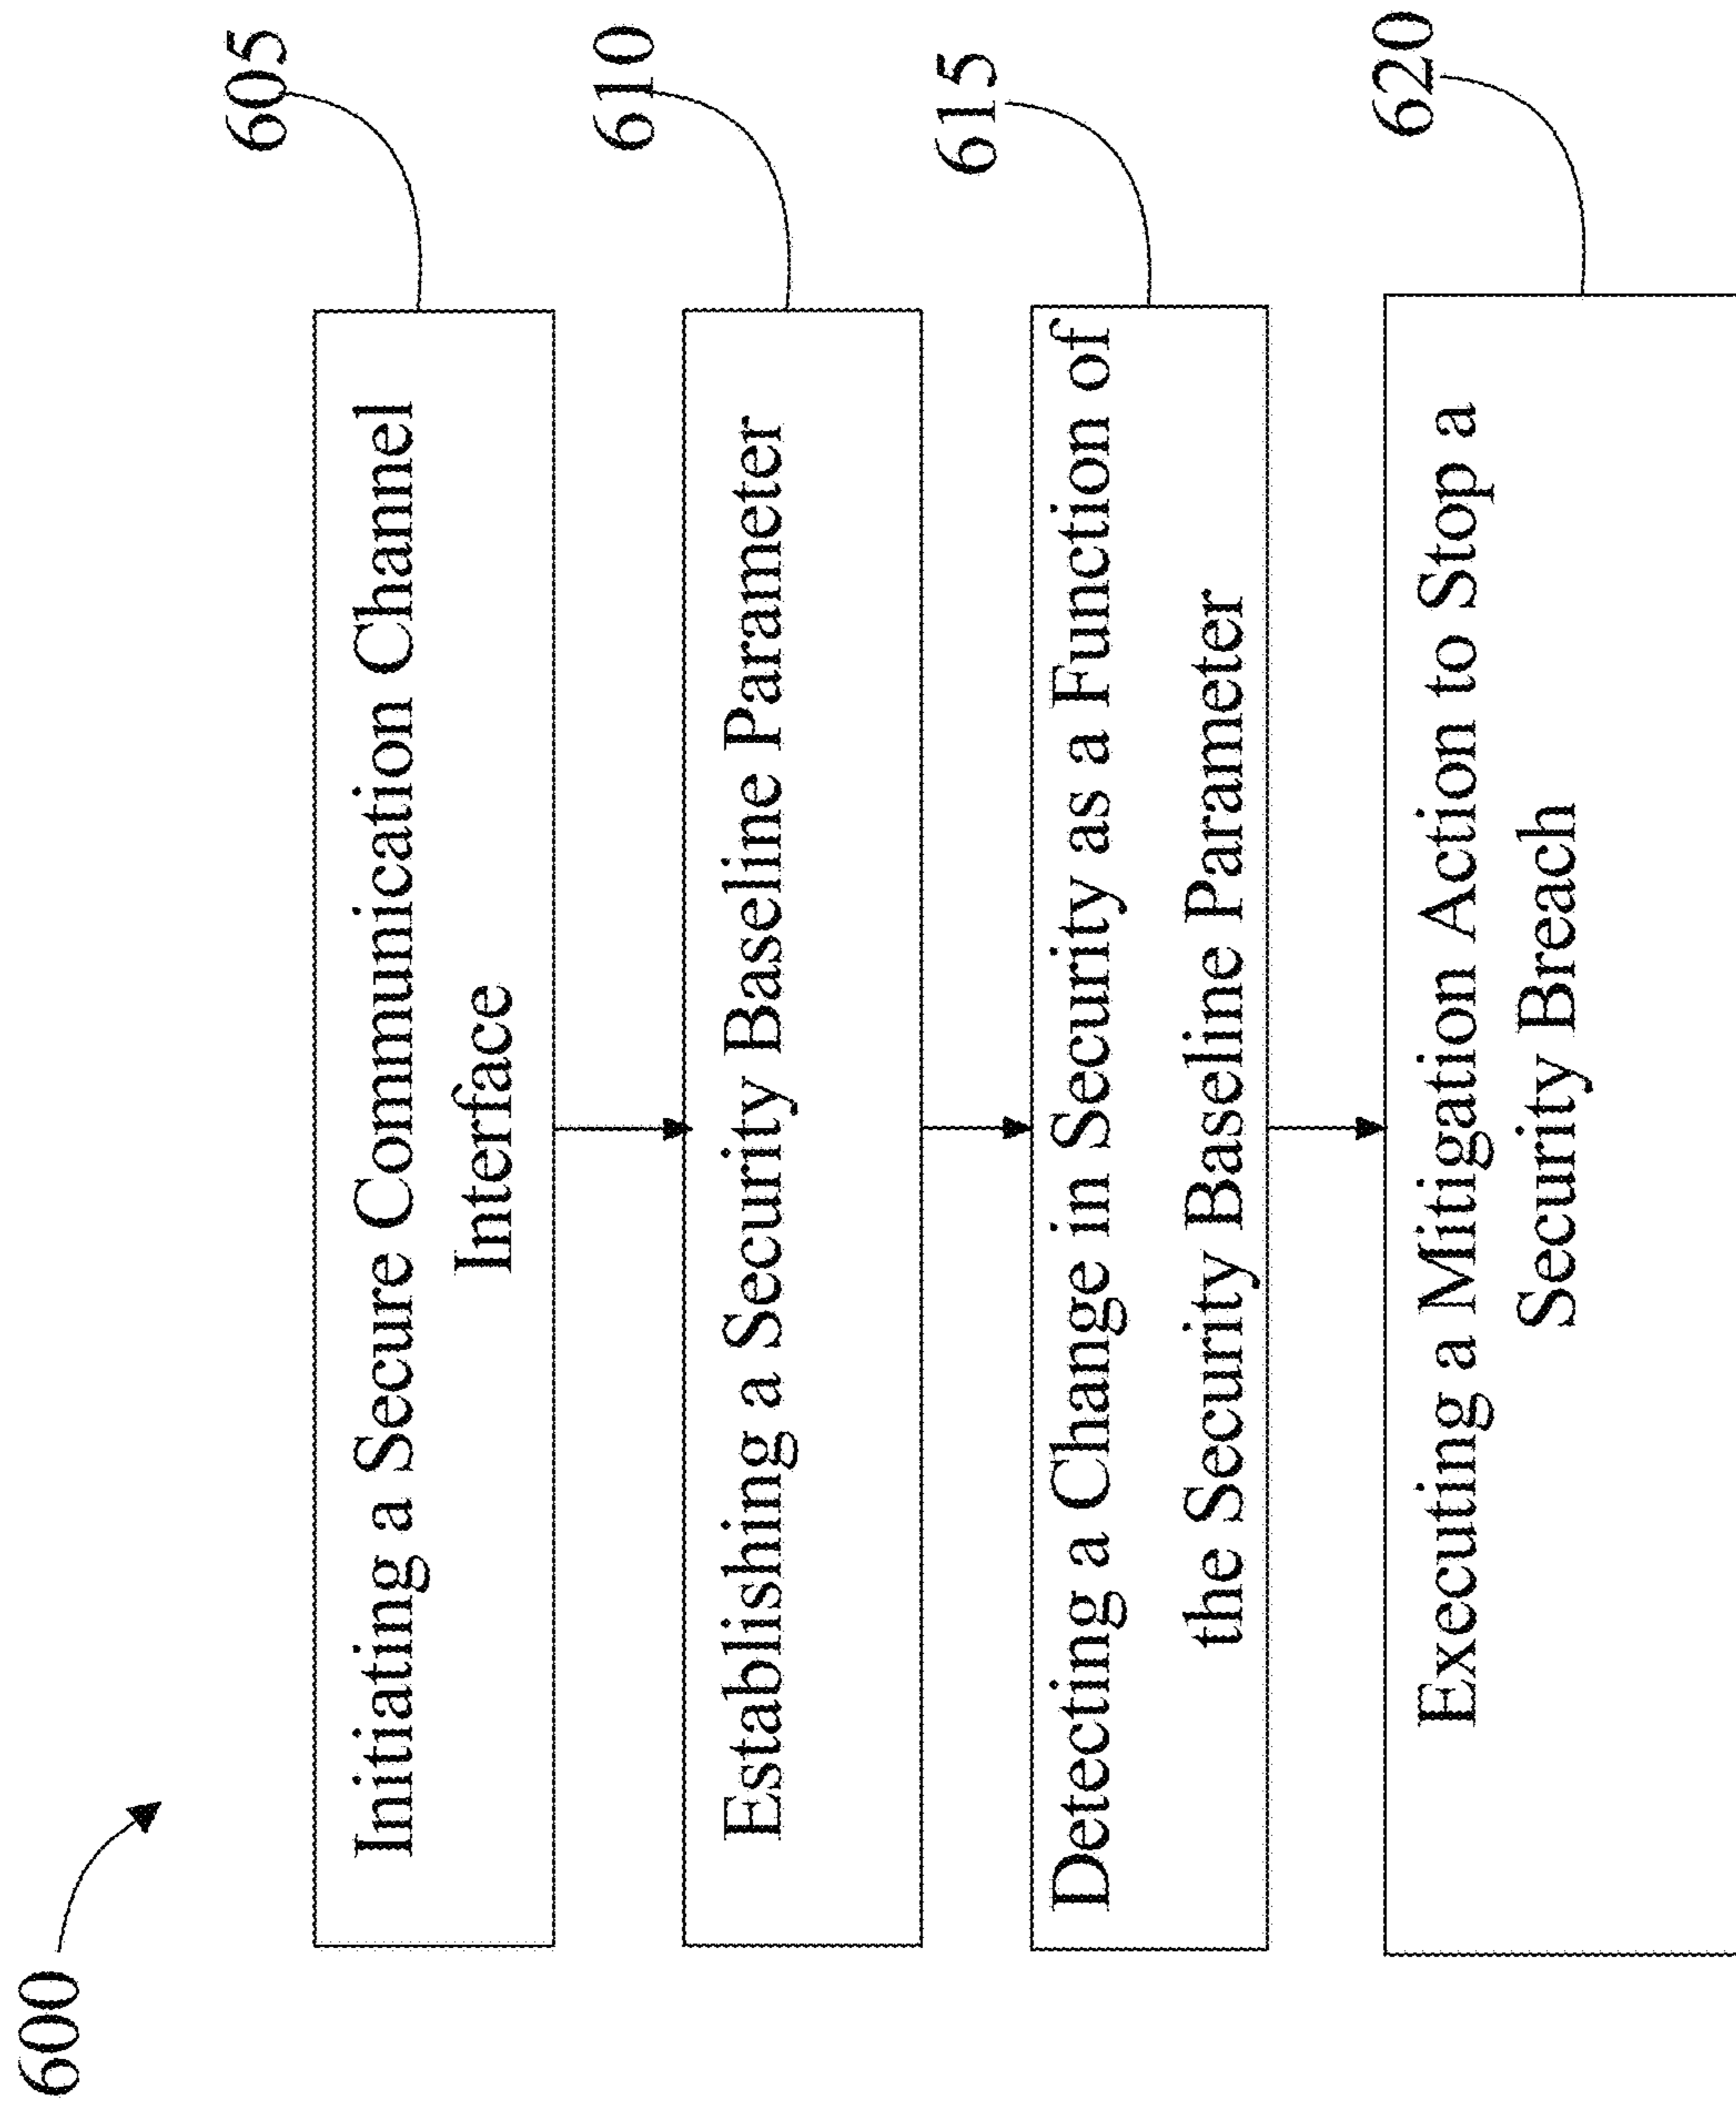 600
605
Initiating a Secure Communication Channel
Interface
610
Establishing a Security Baseline Parameter
615
Detecting a Change in Security as a Function of
the Security Baseline Parameter
620
Executing a Mitigation Action to Stop a
Security Breach